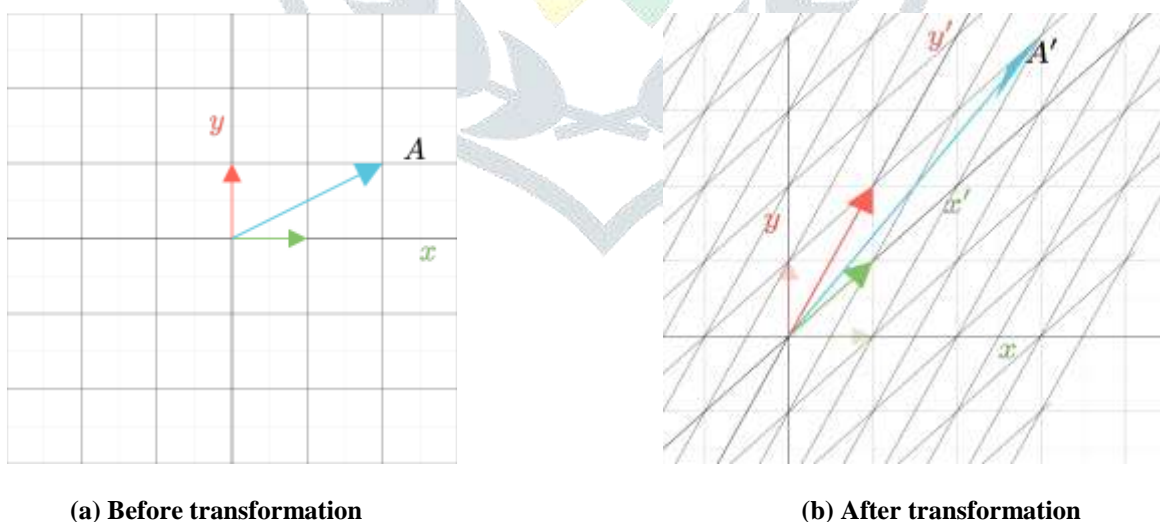 y
A
x
y'
A'
x'
y
x
(a) Before transformation
(b) After transformation